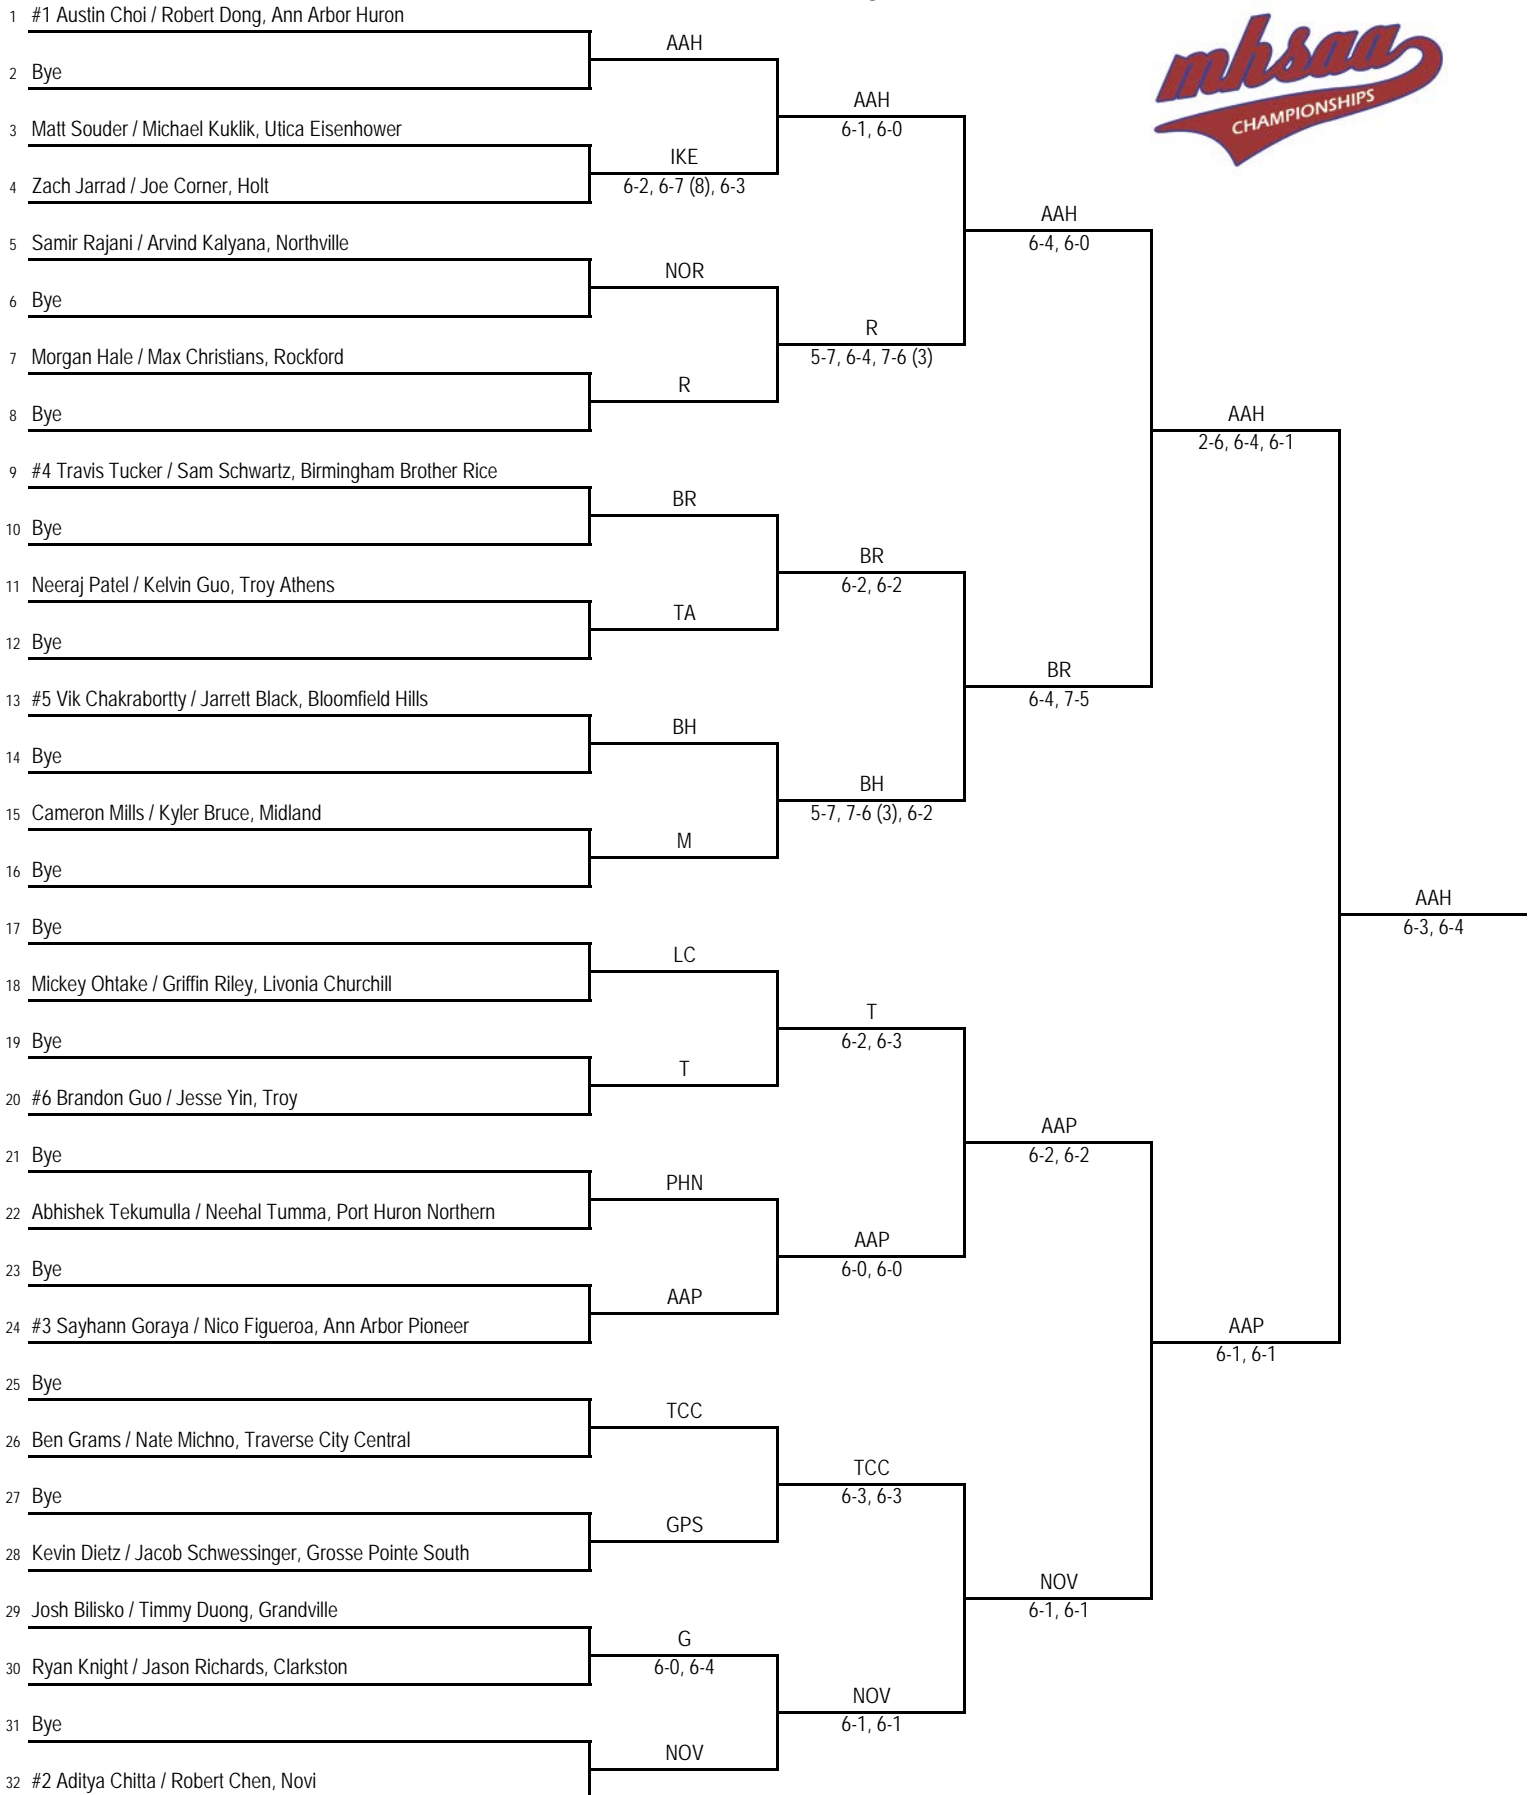 1 #1 Austin Choi / Robert Dong, Ann Arbor Huron
AAH
2 Bye
AAH
6-1, 6-0
3 Matt Souder / Michael Kuklik, Utica Eisenhower
IKE
6-2, 6-7 (8), 6-3
4 Zach Jarrad / Joe Corner, Holt
AAH
6-4, 6-0
5 Samir Rajani / Arvind Kalyana, Northville
NOR
6 Bye
R
5-7, 6-4, 7-6 (3)
7 Morgan Hale / Max Christians, Rockford
R
8 Bye
AAH
2-6, 6-4, 6-1
9 #4 Travis Tucker / Sam Schwartz, Birmingham Brother Rice
BR
10 Bye
BR
6-2, 6-2
11 Neeraj Patel / Kelvin Guo, Troy Athens
TA
12 Bye
BR
6-4, 7-5
13 #5 Vik Chakrabortty / Jarrett Black, Bloomfield Hills
BH
14 Bye
BH
5-7, 7-6 (3), 6-2
15 Cameron Mills / Kyler Bruce, Midland
M
16 Bye
AAH
6-3, 6-4
17 Bye
LC
18 Mickey Ohtake / Griffin Riley, Livonia Churchill
T
6-2, 6-3
19 Bye
T
20 #6 Brandon Guo / Jesse Yin, Troy
AAP
6-2, 6-2
21 Bye
PHN
22 Abhishek Tekumulla / Neehal Tumma, Port Huron Northern
AAP
6-0, 6-0
23 Bye
AAP
24 #3 Sayhann Goraya / Nico Figueroa, Ann Arbor Pioneer
AAP
6-1, 6-1
25 Bye
TCC
26 Ben Grams / Nate Michno, Traverse City Central
TCC
6-3, 6-3
27 Bye
GPS
28 Kevin Dietz / Jacob Schwessinger, Grosse Pointe South
NOV
6-1, 6-1
29 Josh Bilisko / Timmy Duong, Grandville
G
6-0, 6-4
30 Ryan Knight / Jason Richards, Clarkston
NOV
6-1, 6-1
31 Bye
NOV
32 #2 Aditya Chitta / Robert Chen, Novi
mhsaa
CHAMPIONSHIPS